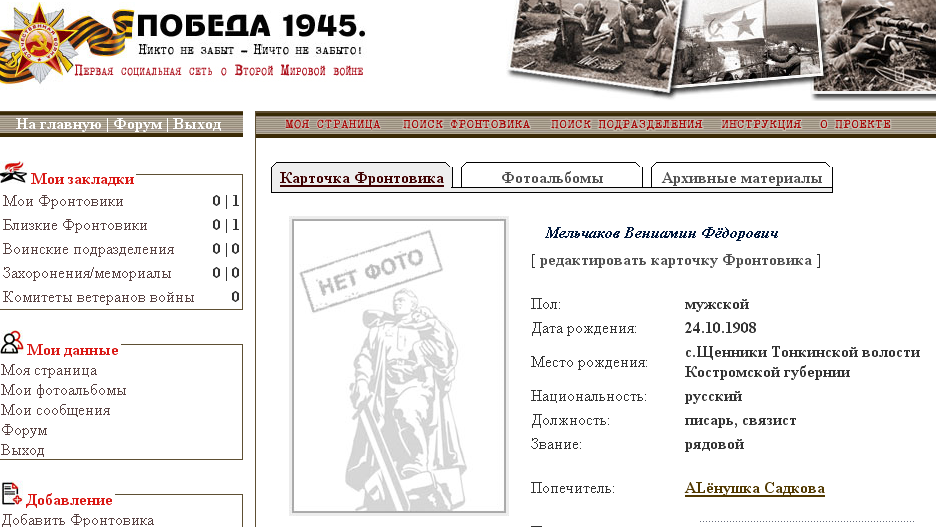 ПОБЕДА 1945.
Никто не забыт – Ничто не забыто!
Первая социальная сеть о Второй Мировой войне
На главную | Форум | Выход
МОЯ СТРАНИЦА ПОИСК ФРОНТОВИКА ПОИСК ПОДРАЗДЕЛЕНИЯ ИНСТРУКЦИЯ О ПРОЕКТЕ
Мои закладки
Мои Фронтовики 0 | 1
Близкие Фронтовики 0 | 1
Воинские подразделения 0 | 0
Захоронения/мемориалы 0 | 0
Комитеты ветеранов войны 0
Мои данные
Моя страница
Мои фотоальбомы
Мои сообщения
Форум
Выход
Добавление
Добавить Фронтовика
Карточка Фронтовика Фотоальбомы Архивные материалы
НЕТ ФОТО
Мельчаков Вениамин Фёдорович
[ редактировать карточку Фронтовика ]
Пол: мужской
Дата рождения: 24.10.1908
Место рождения: с.Щенники Тонкинской волости
Костромской губернии
Национальность: русский
Должность: писарь, связист
Звание: рядовой
Попечитель: ALёнушка Садкова